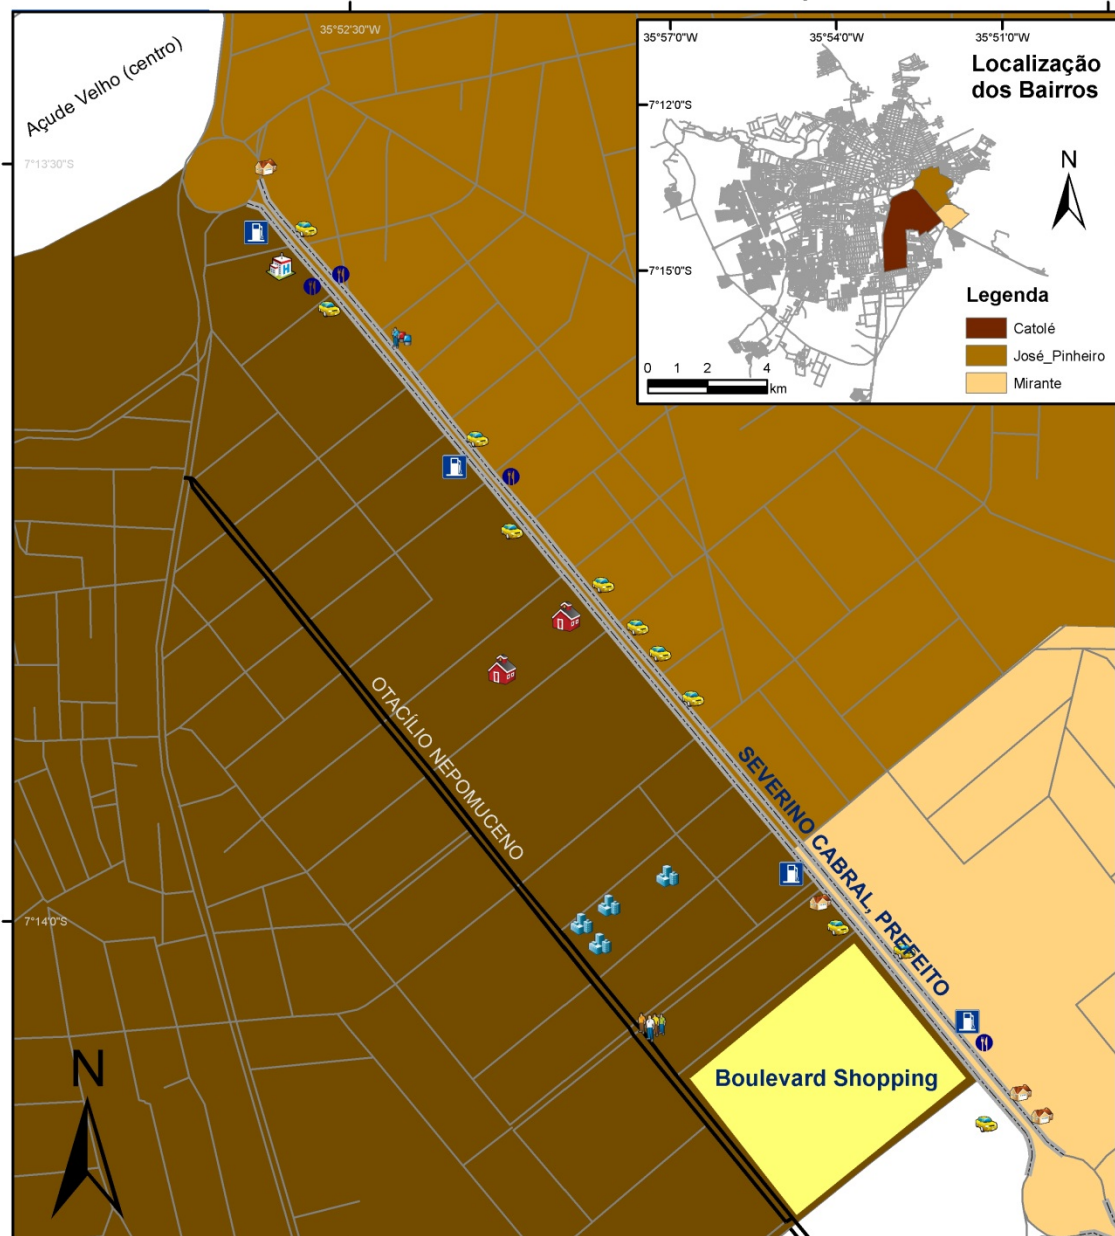 35°52'30"W
Açude Velho (centro)
7°13'30"S
35°57'0"W
35°54'0"W
35°51'0"W
Localização
dos Bairros
7°12'0"S
N
7°15'0"S
Legenda
Catolé
José_Pinheiro
Mirante
0 1 2 4
km
H
OTACÍLIO NEPOMUCENO
SEVERINO CABRAL, PREFEITO
7°14'0"S
Boulevard Shopping
N